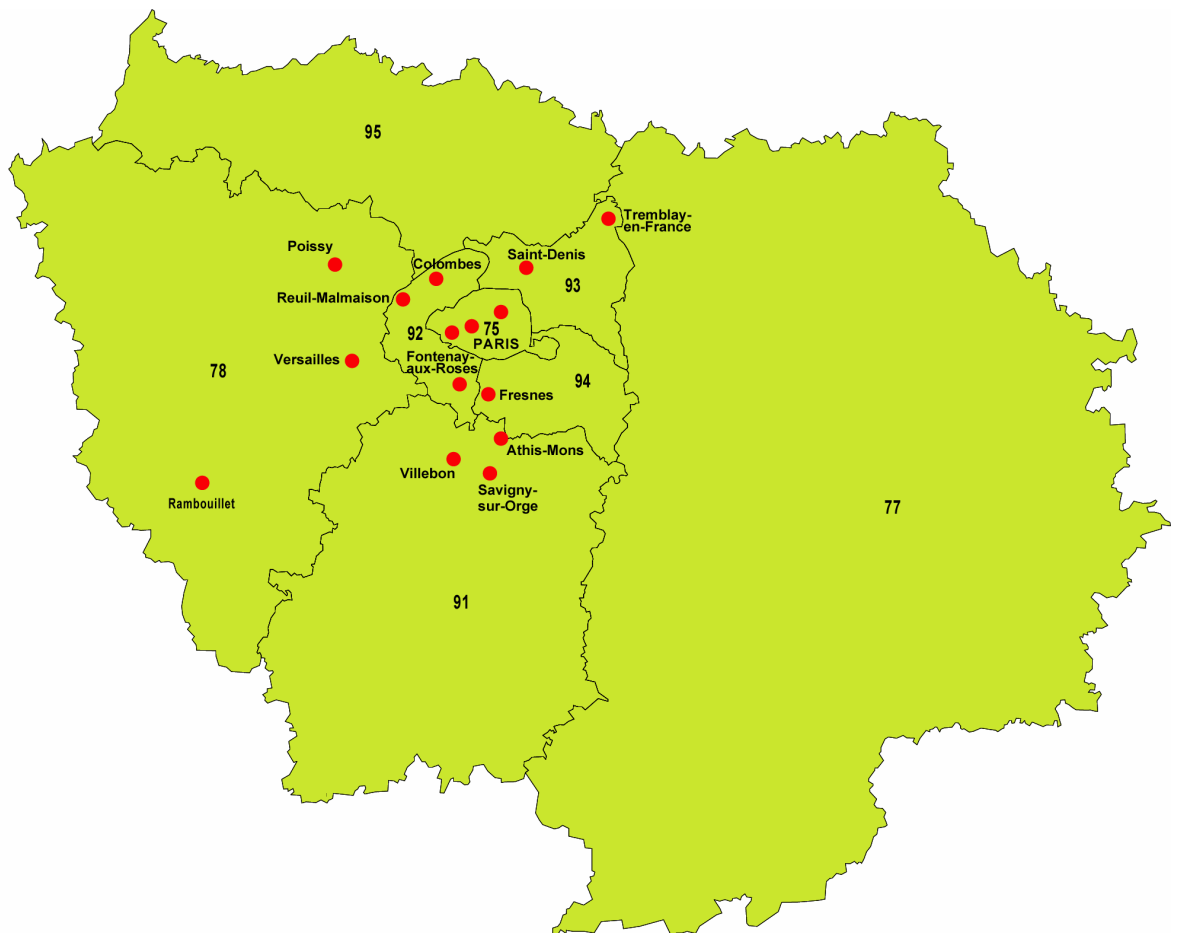 95
Tremblay-
en-France
Poissy
Colombes
Saint-Denis
93
Reuil-Malmaison
92
75
PARIS
Versailles
78
Fontenay-
aux-Roses
94
Fresnes
Athis-Mons
Villebon
Savigny-
sur-Orge
Rambouillet
77
91